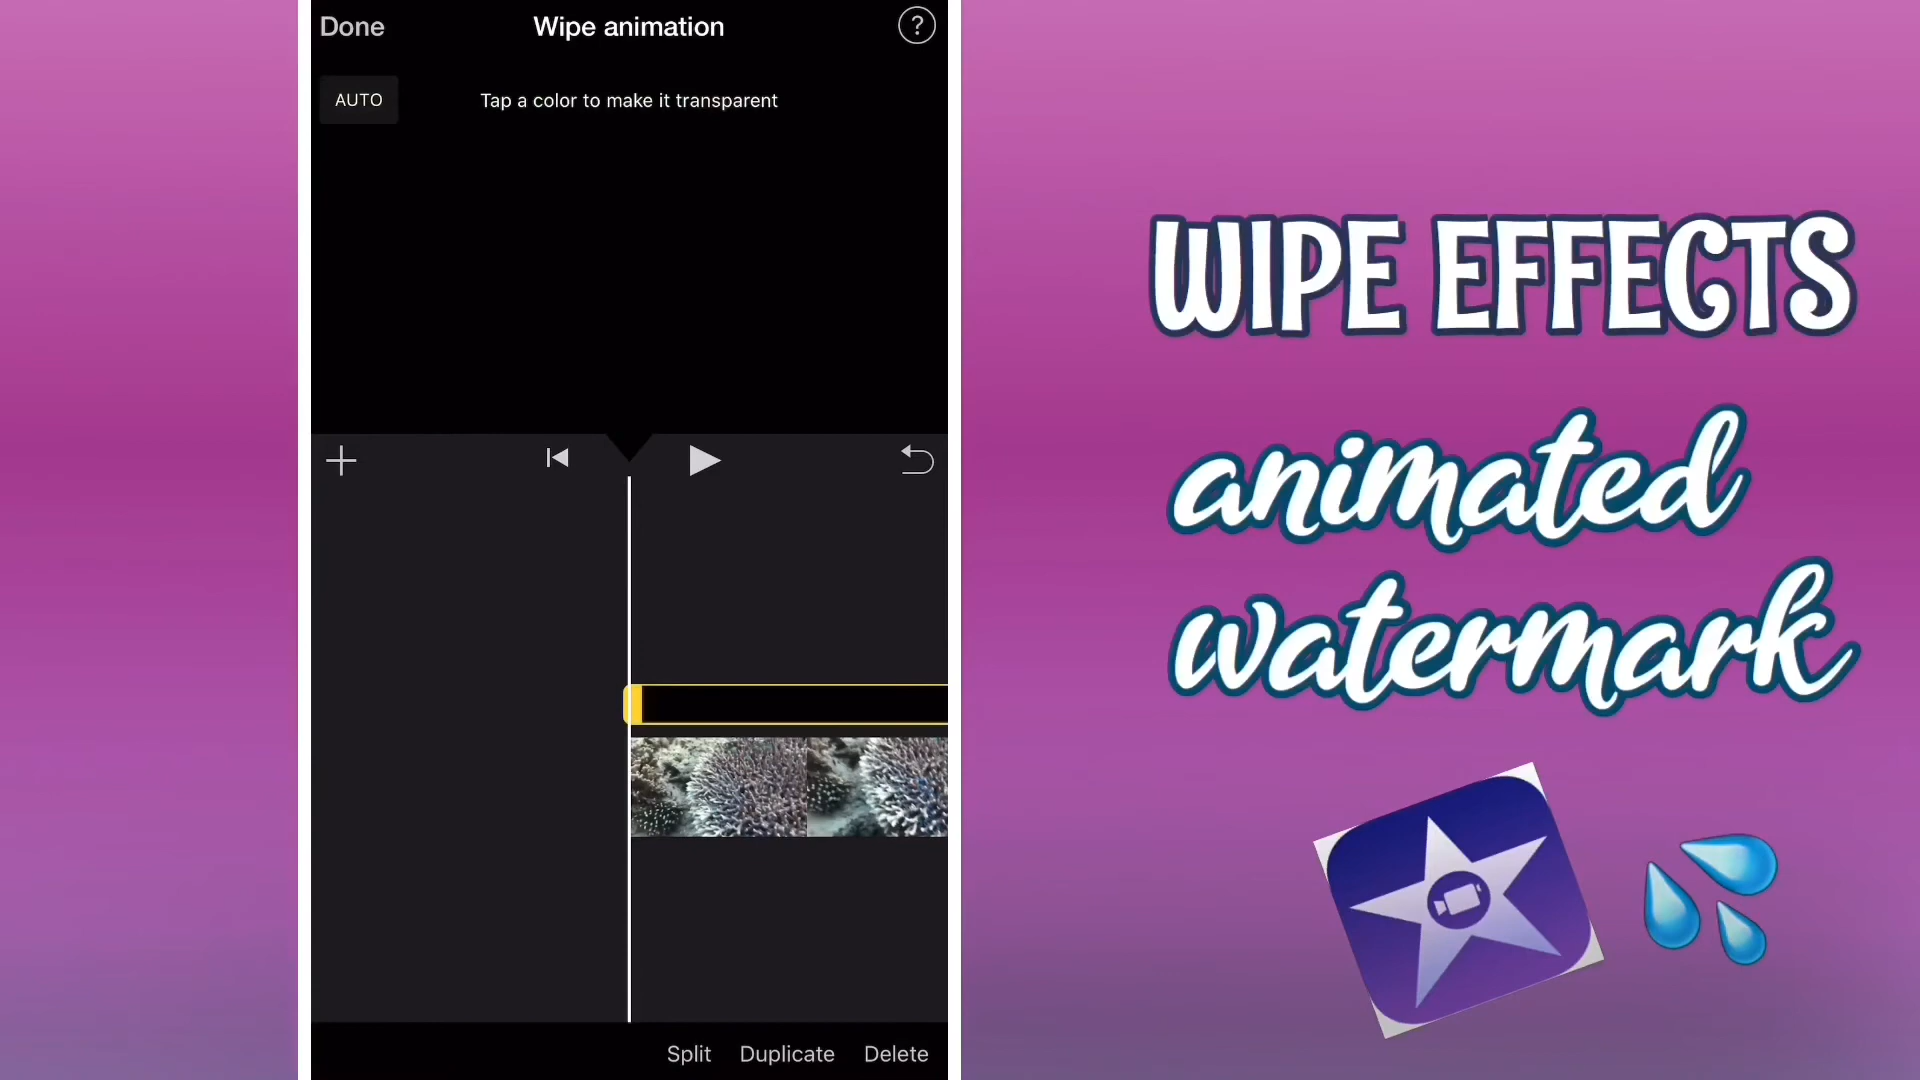 Done
Wipe animation
?
AUTO
Tap a color to make it transparent
Split
Duplicate
Delete
WIPE EFFECTS
animated
watermark